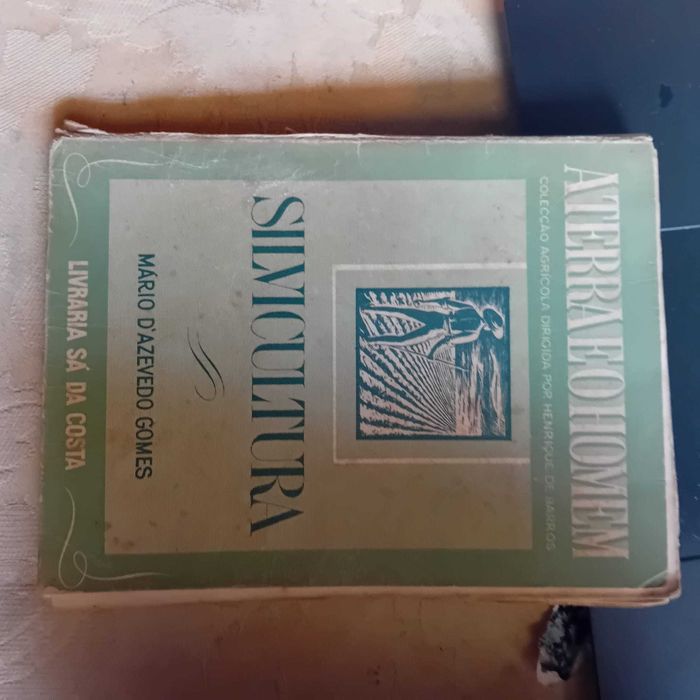 A TERRA E O HOMEM
COLECÇÃO AGRÍCOLA DIRIGIDA POR HENRIQUE DE BARROS
SILVICULTURA
MÁRIO D'AZEVEDO GOMES
LIVRARIA SÁ DA COSTA